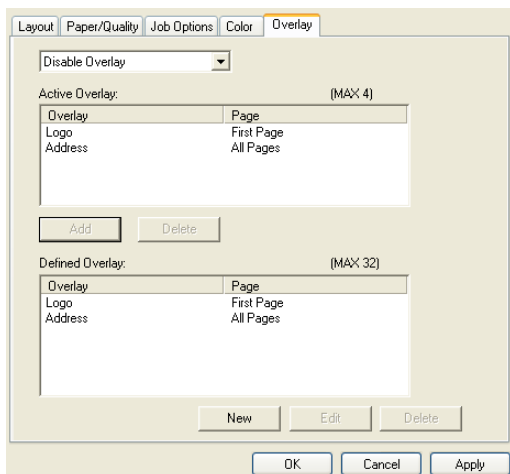 Layout Paper/Quality Job Options Color Overlay
Disable Overlay
Active Overlay: (MAX 4)
Overlay Page
Logo First Page
Address All Pages
Add Delete
Defined Overlay: (MAX 32)
Overlay Page
Logo First Page
Address All Pages
New Edit Delete
OK Cancel Apply